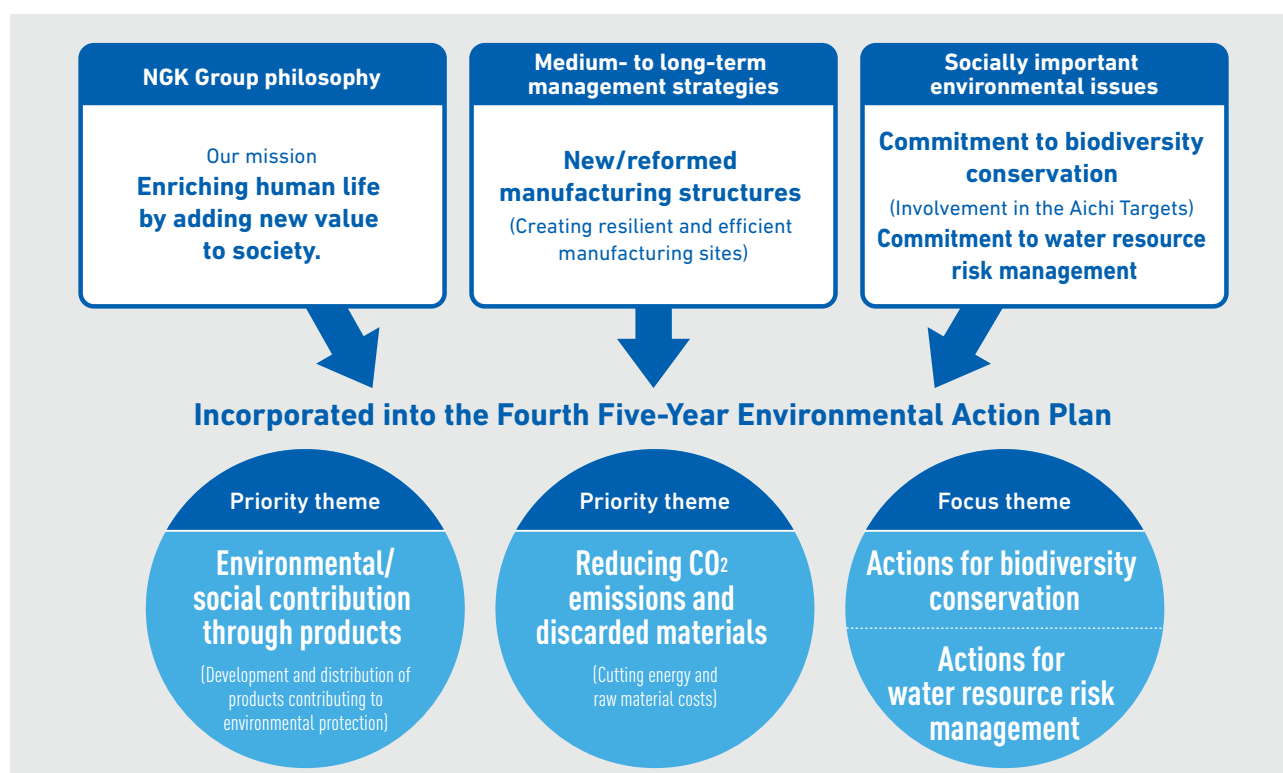 NGK Group philosophy
Our mission
Enriching human life
by adding new value
to society.
Medium- to long-term
management strategies
New/reformed
manufacturing structures
(Creating resilient and efficient
manufacturing sites)
Socially important
environmental issues
Commitment to biodiversity
conservation
(Involvement in the Aichi Targets)
Commitment to water resource
risk management
Incorporated into the Fourth Five-Year Environmental Action Plan
Priority theme
Environmental/
social contribution
through products
(Development and distribution of
products contributing to
environmental protection)
Priority theme
Reducing CO2
emissions and
discarded materials
(Cutting energy and
raw material costs)
Focus theme
Actions for biodiversity
conservation
Actions for
water resource risk
management